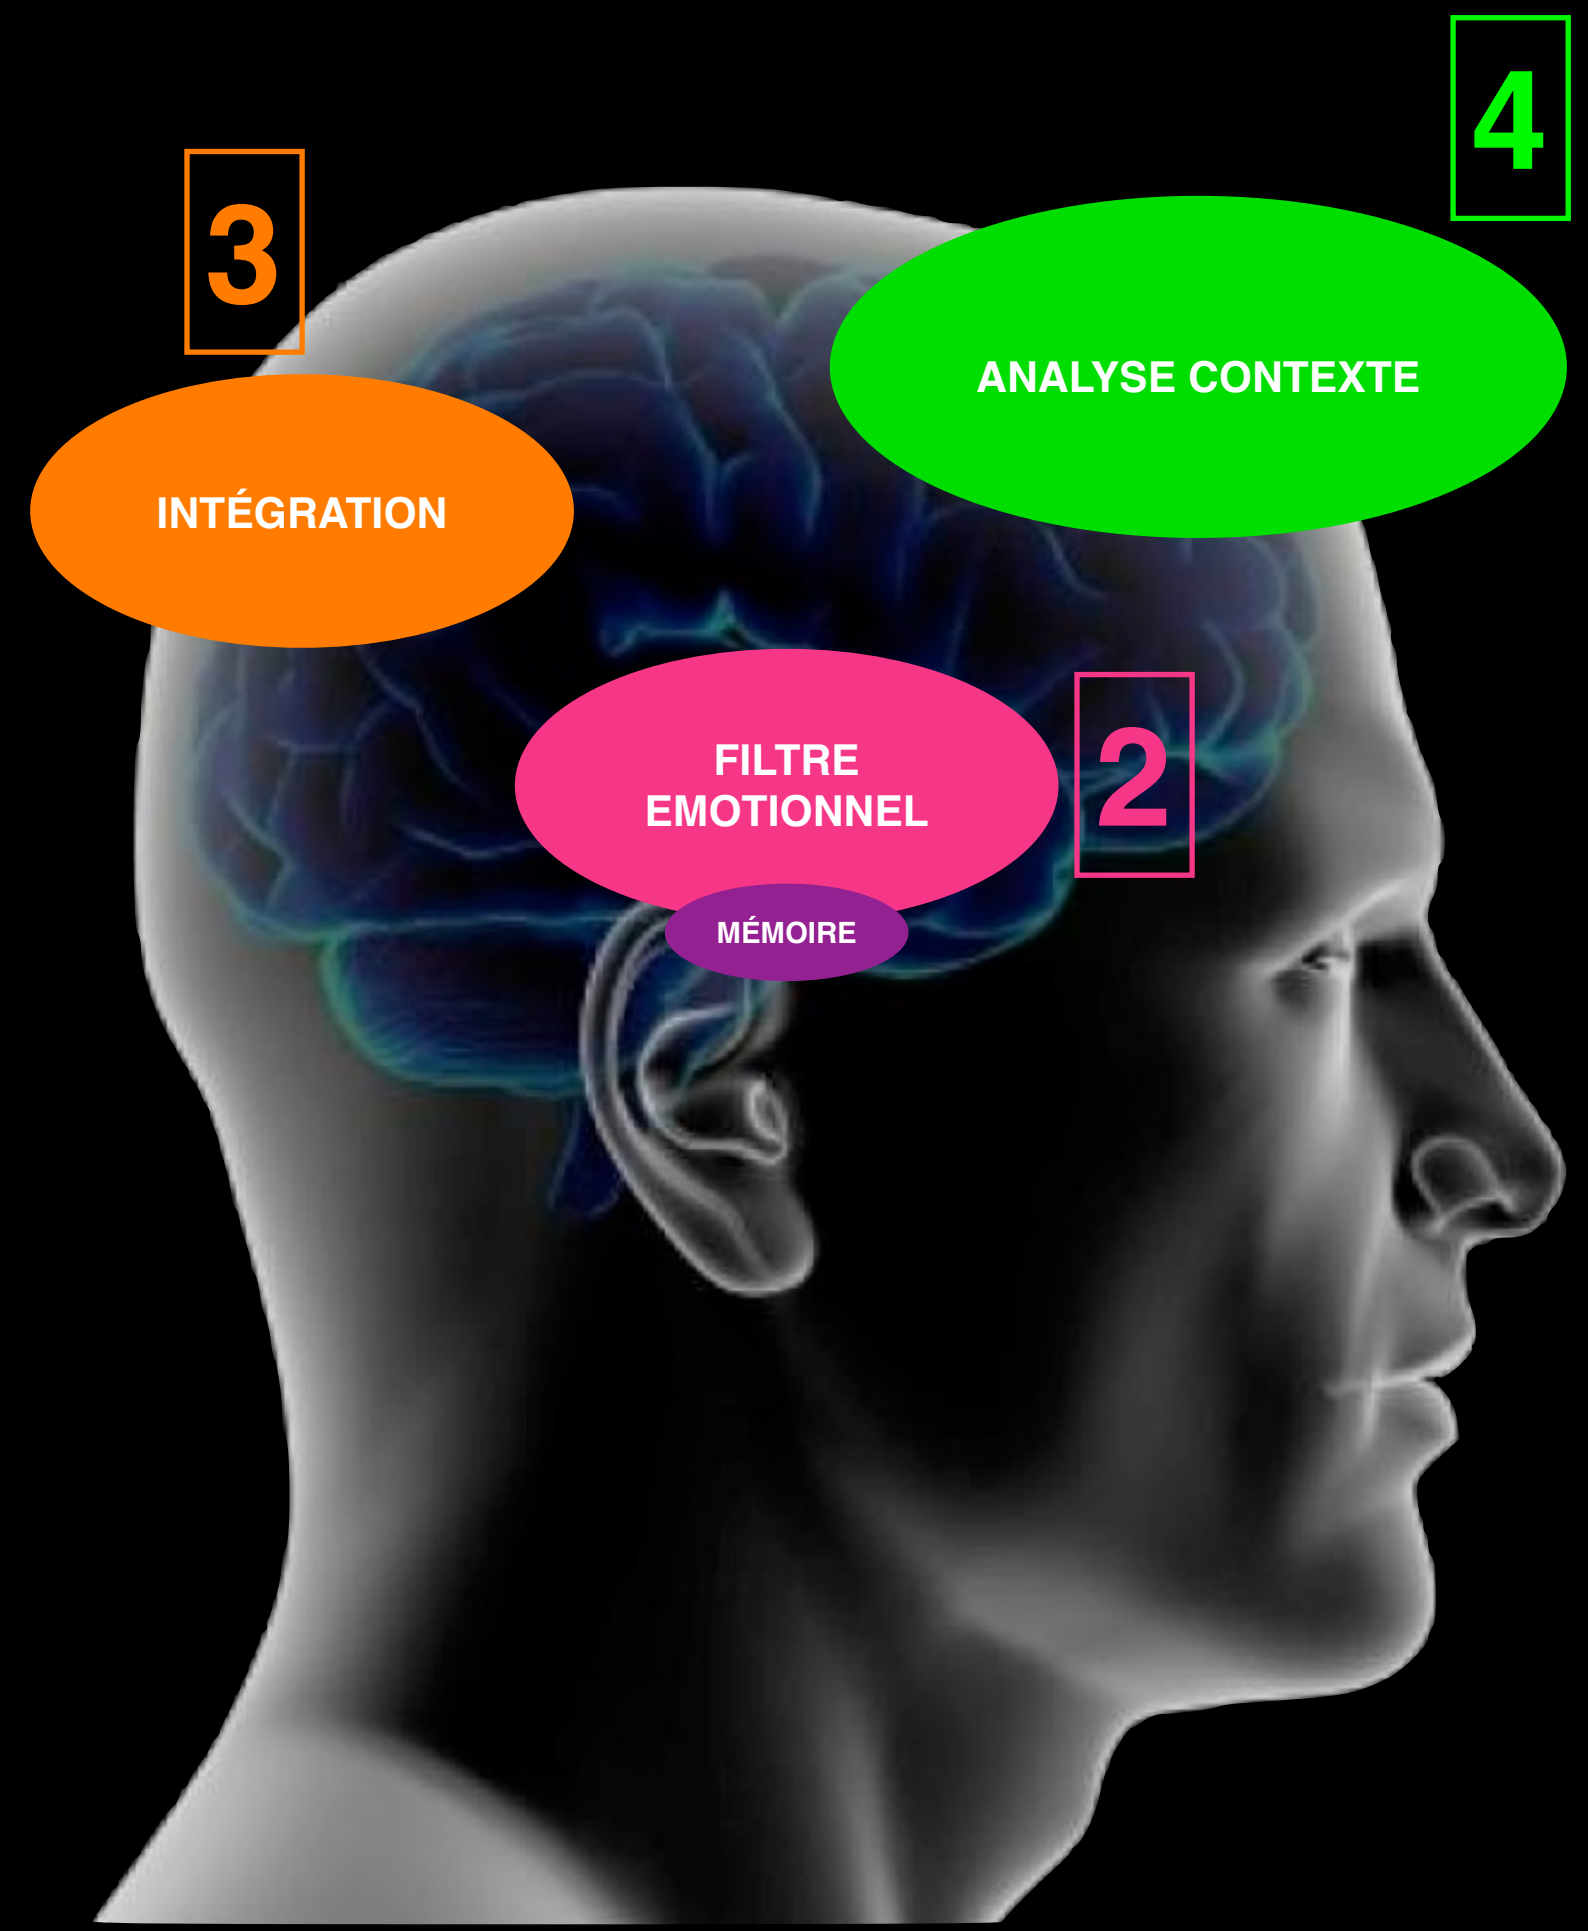 4
3
ANALYSE CONTEXTE
INTÉGRATION
FILTRE
EMOTIONNEL
2
MÉMOIRE